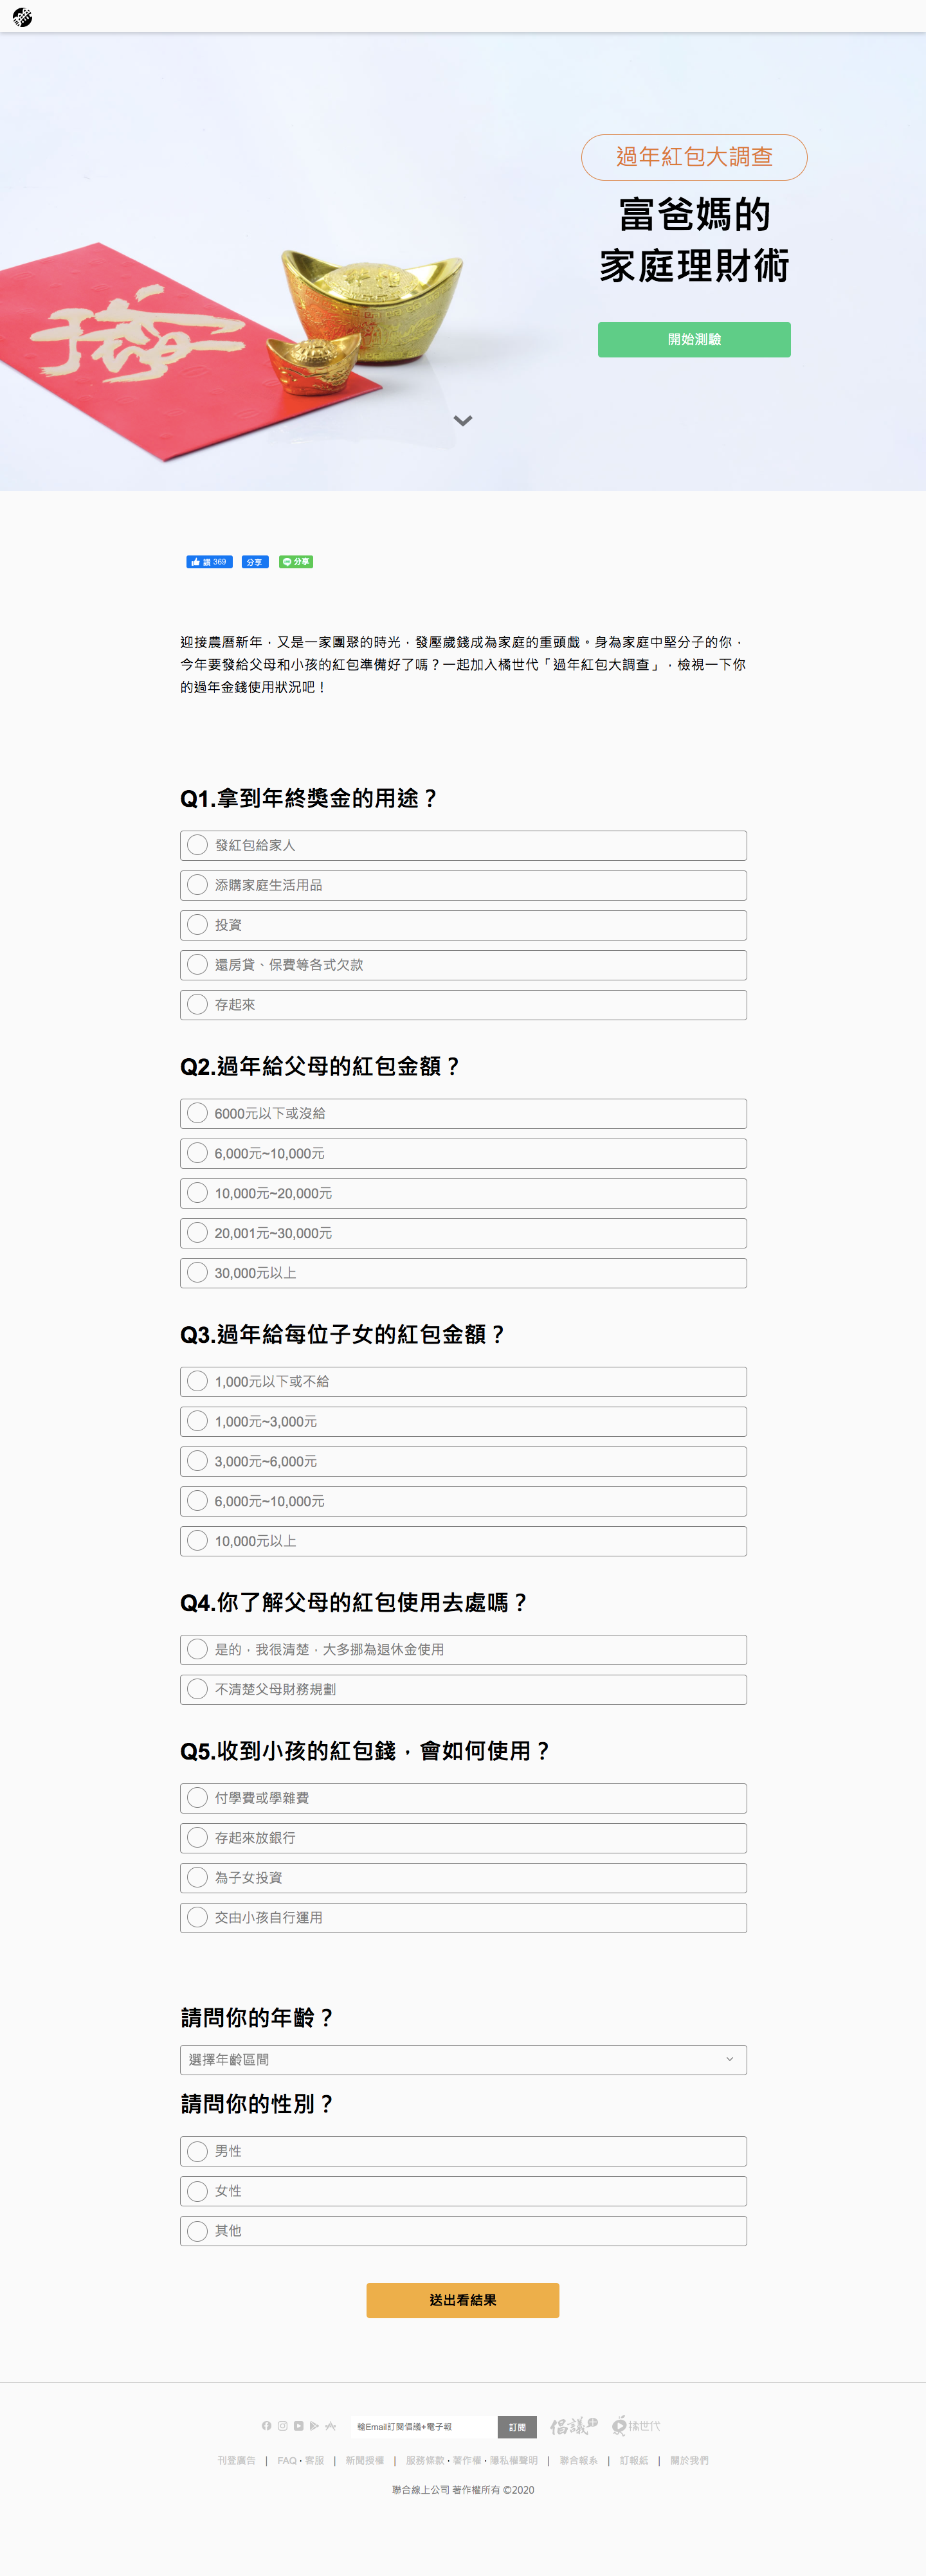 過年紅包大調查
富爸媽的
家庭理財術
開始測驗
讚 369
分享
分享
迎接農曆新年，又是一家團聚的時光，發壓歲錢成為家庭的重頭戲。身為家庭中堅分子的你，
今年要發給父母和小孩的紅包準備好了嗎？一起加入橘世代「過年紅包大調查」，檢視一下你
的過年金錢使用狀況吧！
Q1.拿到年終獎金的用途？
發紅包給家人
添購家庭生活用品
投資
還房貸、保費等各式欠款
存起來
Q2.過年給父母的紅包金額？
6000元以下或沒給
6,000元~10,000元
10,000元~20,000元
20,001元~30,000元
30,000元以上
Q3.過年給每位子女的紅包金額？
1,000元以下或不給
1,000元~3,000元
3,000元~6,000元
6,000元~10,000元
10,000元以上
Q4.你了解父母的紅包使用去處嗎？
是的，我很清楚，大多挪為退休金使用
不清楚父母財務規劃
Q5.收到小孩的紅包錢，會如何使用？
付學費或學雜費
存起來放銀行
為子女投資
交由小孩自行運用
請問你的年齡？
選擇年齡區間
請問你的性別？
男性
女性
其他
送出看結果
輸Email訂閱倡議+電子報
訂閱
倡議+
橘世代
刊登廣告 | FAQ・客服 | 新聞授權 | 服務條款・著作權・隱私權聲明 | 聯合報系 | 訂報紙 | 關於我們
聯合線上公司 著作權所有 ©2020